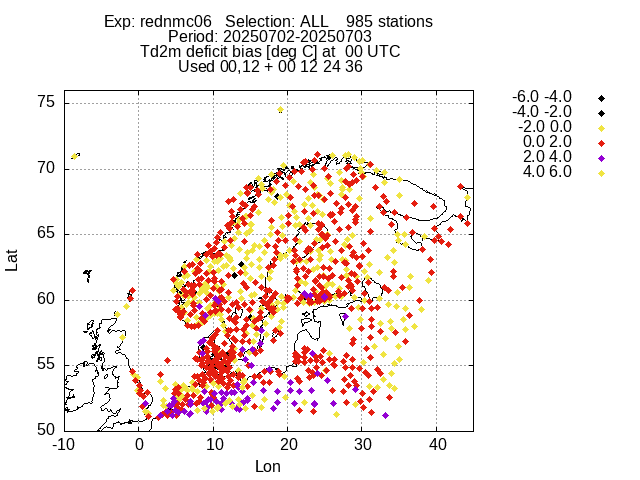 Exp: rednmc06   Selection: ALL    985 stations
Period: 20250702-20250703
Td2m deficit bias [deg C] at  00 UTC
Used 00,12 + 00 12 24 36
-6.0 -4.0
-4.0 -2.0
-2.0 0.0
0.0 2.0
2.0 4.0
4.0 6.0
75
70
65
60
55
50
Lat
-10 0 10 20 30 40
Lon